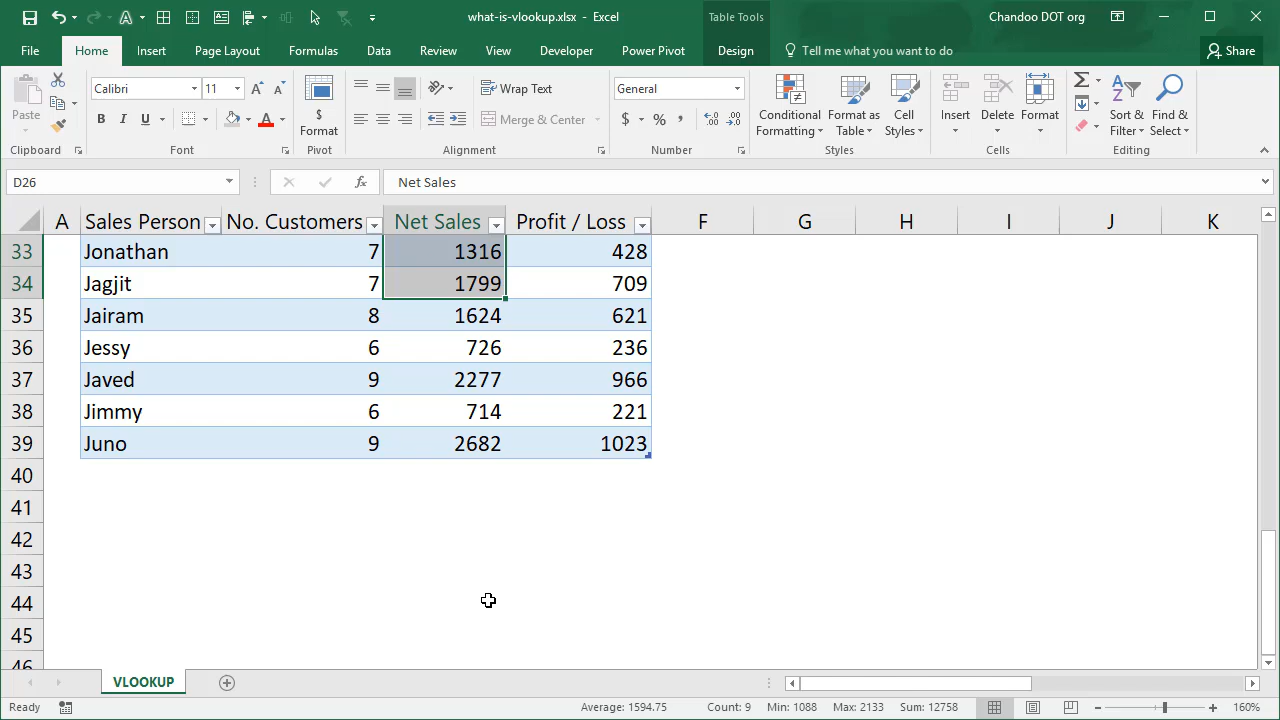 what-is-vlookup.xlsx - Excel
Table Tools
Chandoo DOT org
File Home Insert Page Layout Formulas Data Review View Developer Power Pivot Design Tell me what you want to do Share
Paste
Clipboard
Calibri 11
B I U A
Font
$
Format
Pivot
Wrap Text
Merge & Center
Alignment
General
$ % ,
Number
Conditional Formatting
Format as Table
Cell Styles
Styles
Insert
Delete
Format
Cells
Sort & Filter
Find & Select
Editing
D26 fx Net Sales
A Sales Person No. Customers Net Sales Profit / Loss F G H I J K
33 Jonathan 7 1316 428
34 Jagjit 7 1799 709
35 Jairam 8 1624 621
36 Jessy 6 726 236
37 Javed 9 2277 966
38 Jimmy 6 714 221
39 Juno 9 2682 1023
40
41
42
43
44
45
46
VLOOKUP
Ready Average: 1594.75 Count: 9 Min: 1088 Max: 2133 Sum: 12758 160%